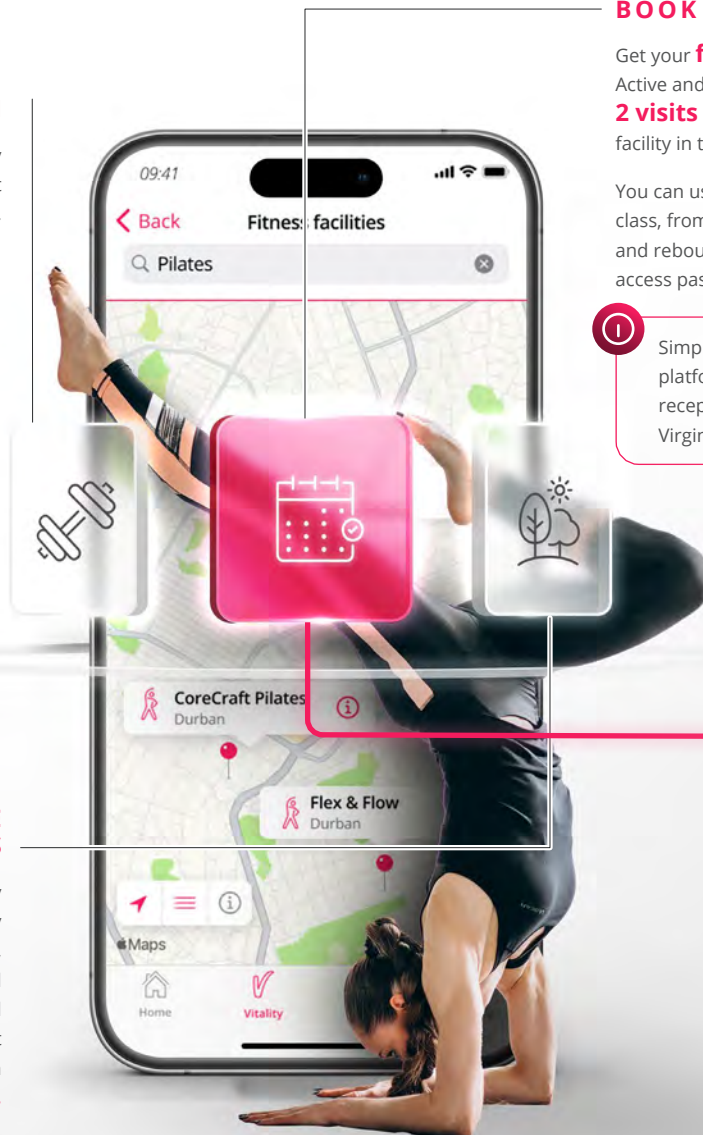 BOOK
Get your
Active and
2 visits
facility in t
You can us
class, from
and rebou
access pas
Simp
platfo
recep
Virgin
09:41
Back
Fitness facilities
Pilates
CoreCraft Pilates
Durban
Flex & Flow
Durban
Maps
Home
Vitality